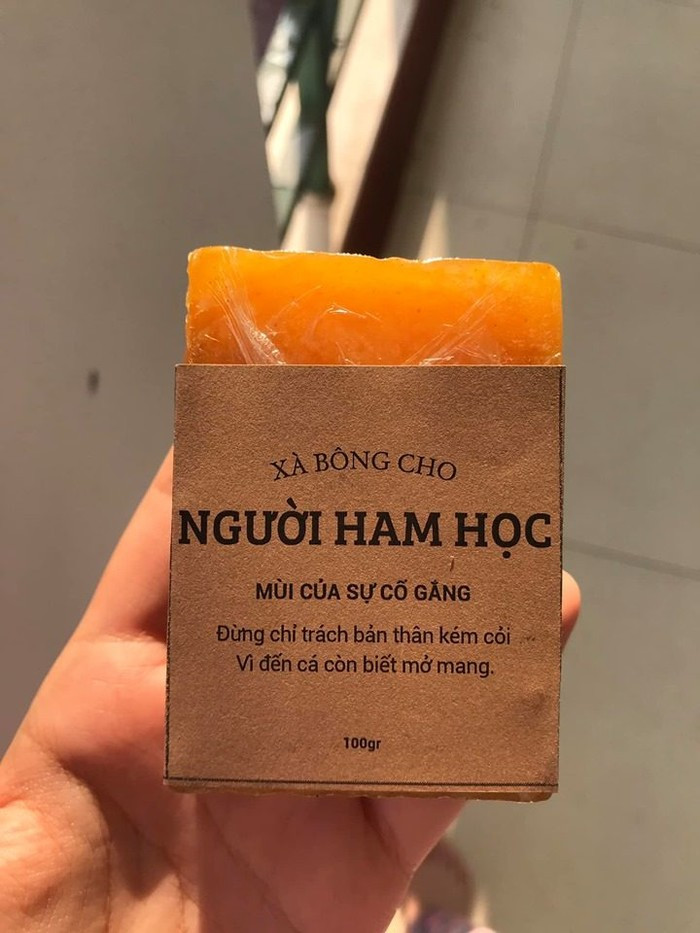 XÀ BÔNG CHO
NGƯỜI HAM HỌC
MÙI CỦA SỰ CỐ GẮNG
Đừng chỉ trách bản thân kém cỏi
Vì đến cá còn biết mở mang.
100gr